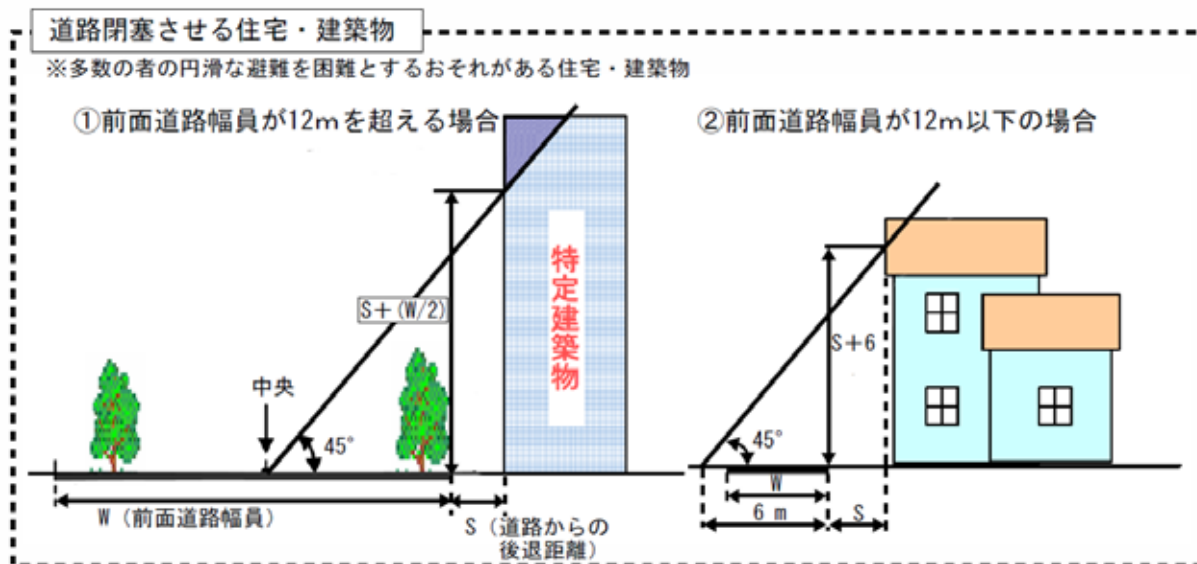 道路閉塞させる住宅・建築物
※多数の者の円滑な避難を困難とするおそれがある住宅・建築物
①前面道路幅員が12mを超える場合
S+(W/2)
特定建築物
中央
45°
W(前面道路幅員)
S(道路からの
後退距離)
②前面道路幅員が12m以下の場合
S+6
45°
W
6 m
S